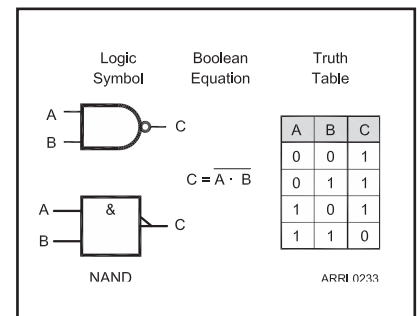 Logic Symbol
Boolean Equation
Truth Table
A
B
C
C = A · B
A
B
&
C
A B C
0 0 1
0 1 1
1 0 1
1 1 0
NAND
ARRL0233